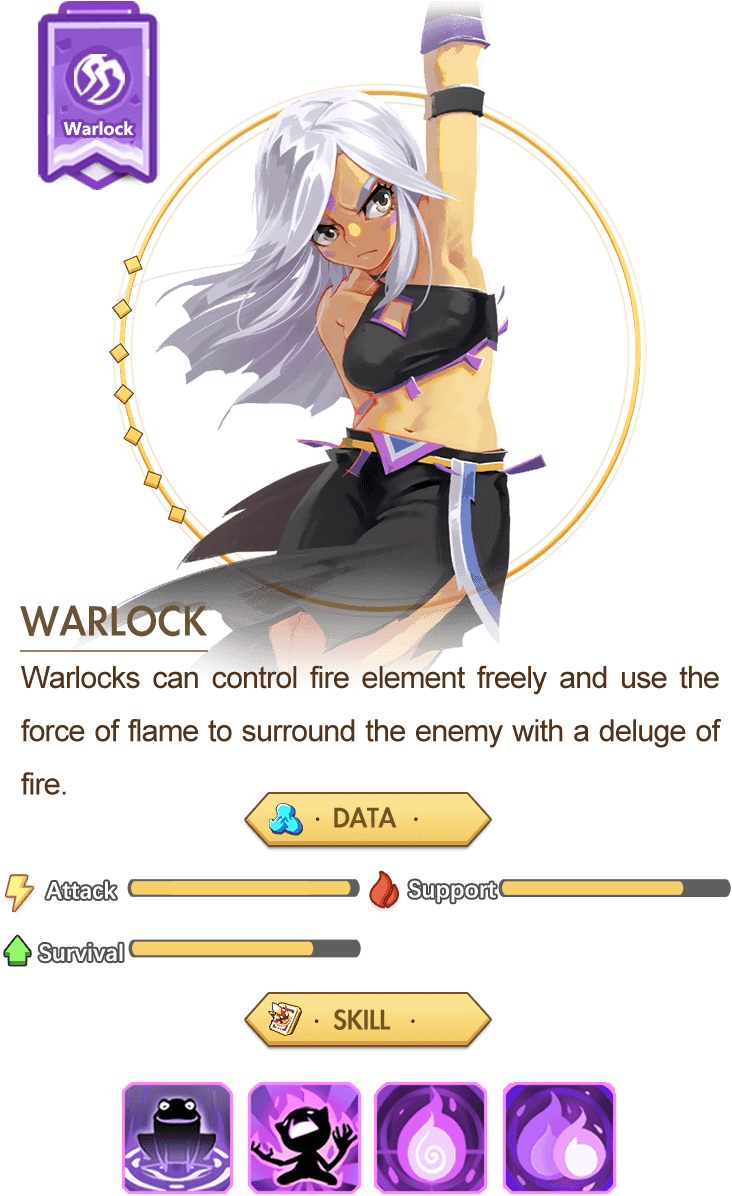 Warlock
WARLOCK
Warlocks can control fire element freely and use the
force of flame to surround the enemy with a deluge of
fire.
· DATA ·
Attack
Support
Survival
· SKILL ·